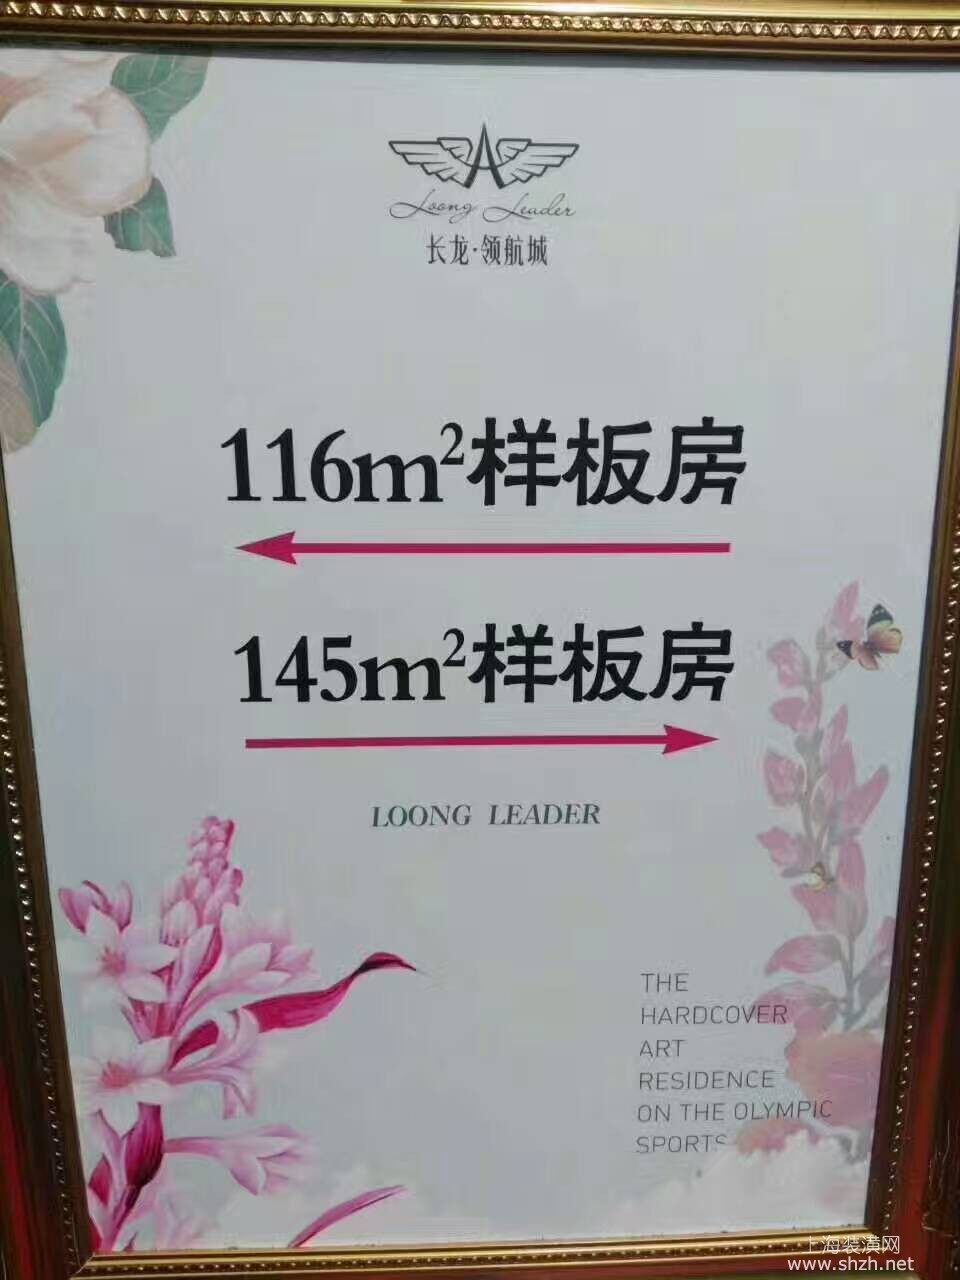 Loong Leader
长龙·领航城
116m²样板房
145m²样板房
LOONG LEADER
THE
HARDCOVER
ART
RESIDENCE
ON THE OLYMPIC
SPORTS
上海装潢网
www.shzh.net